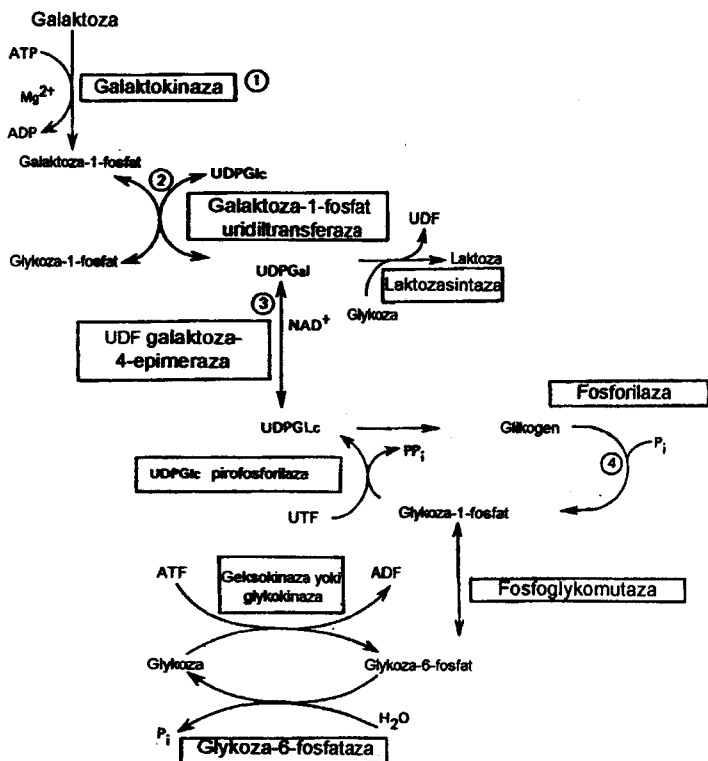 Galaktoza
ATP
Galaktokinaza ①
Mg2+
ADP
Galaktoza-1-fosfat
②
UDPGlc
Galaktoza-1-fosfat
uridiltransferaza
UDF
Glykoza-1-fosfat
UDPGal
Laktoza
Laktozasintaza
Glykoza
③
NAD+
UDF galaktoza-
4-epimeraza
Fosforilaza
UDPGLc
Glikogen
PPi
Pi
④
UDPGlc pirofosforilaza
UTF
Glykoza-1-fosfat
ATF
Geksokinaza yoki
glykokinaza
ADF
Fosfoglykomutaza
Glykoza
Glykoza-6-fosfat
Pi
H2O
Glykoza-6-fosfataza